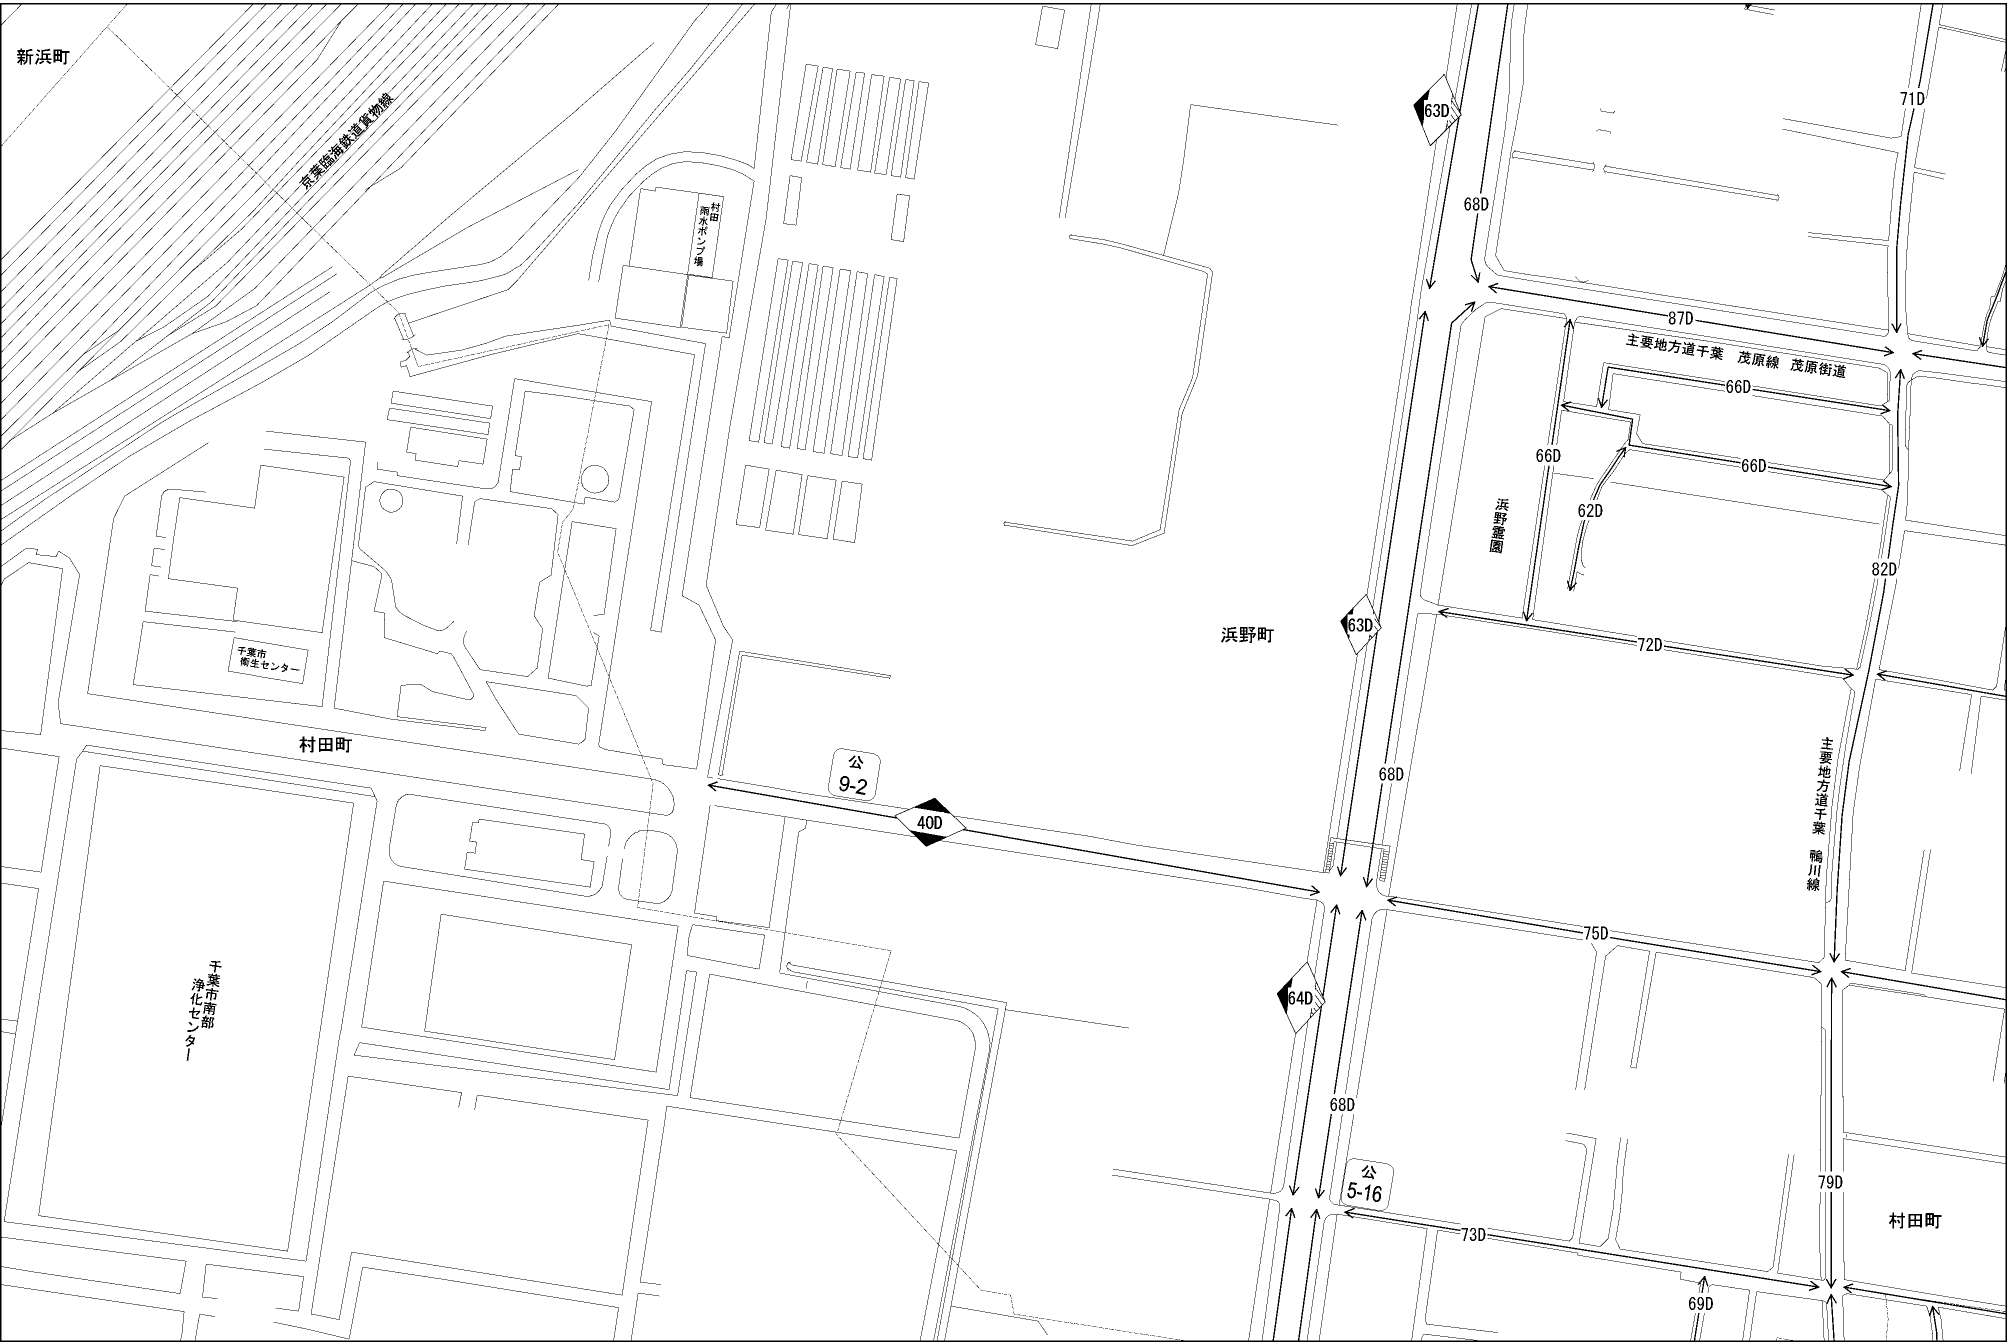 新浜町
京葉臨海鉄道貨物線
村田
雨水ポンプ場
63D
71D
68D
87D
主要地方道千葉　茂原線　茂原街道
66D
66D
66D
62D
浜野霊園
82D
63D
浜野町
72D
千葉市
衛生センター
村田町
公
9-2
40D
68D
主要地方道千葉　鴨川線
75D
千葉市南部
浄化センター
64D
68D
公
5-16
79D
村田町
73D
69D